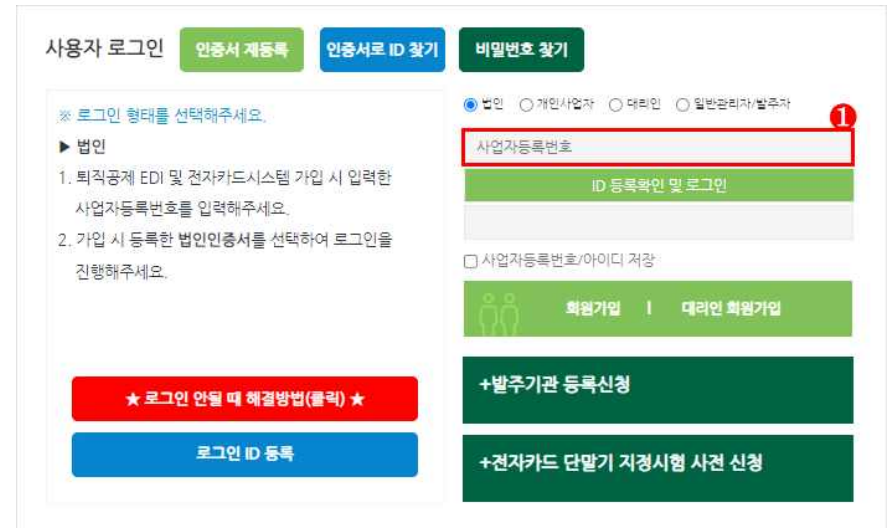 사용자 로그인 인증서 재등록 인증서로 ID 찾기 비밀번호 찾기
※ 로그인 형태를 선택해주세요.
▶ 법인
1. 퇴직공제 EDI 및 전자카드시스템 가입 시 입력한
사업자등록번호를 입력해주세요.
2. 가입 시 등록한 법인인증서를 선택하여 로그인을
진행해주세요.
★ 로그인 안될 때 해결방법(클릭) ★
로그인 ID 등록
법인 개인사업자 대리인 일반관리자/발주자
1
사업자등록번호
ID 등록확인 및 로그인
사업자등록번호/아이디 저장
회원가입 | 대리인 회원가입
+발주기관 등록신청
+전자카드 단말기 지정시험 사전 신청